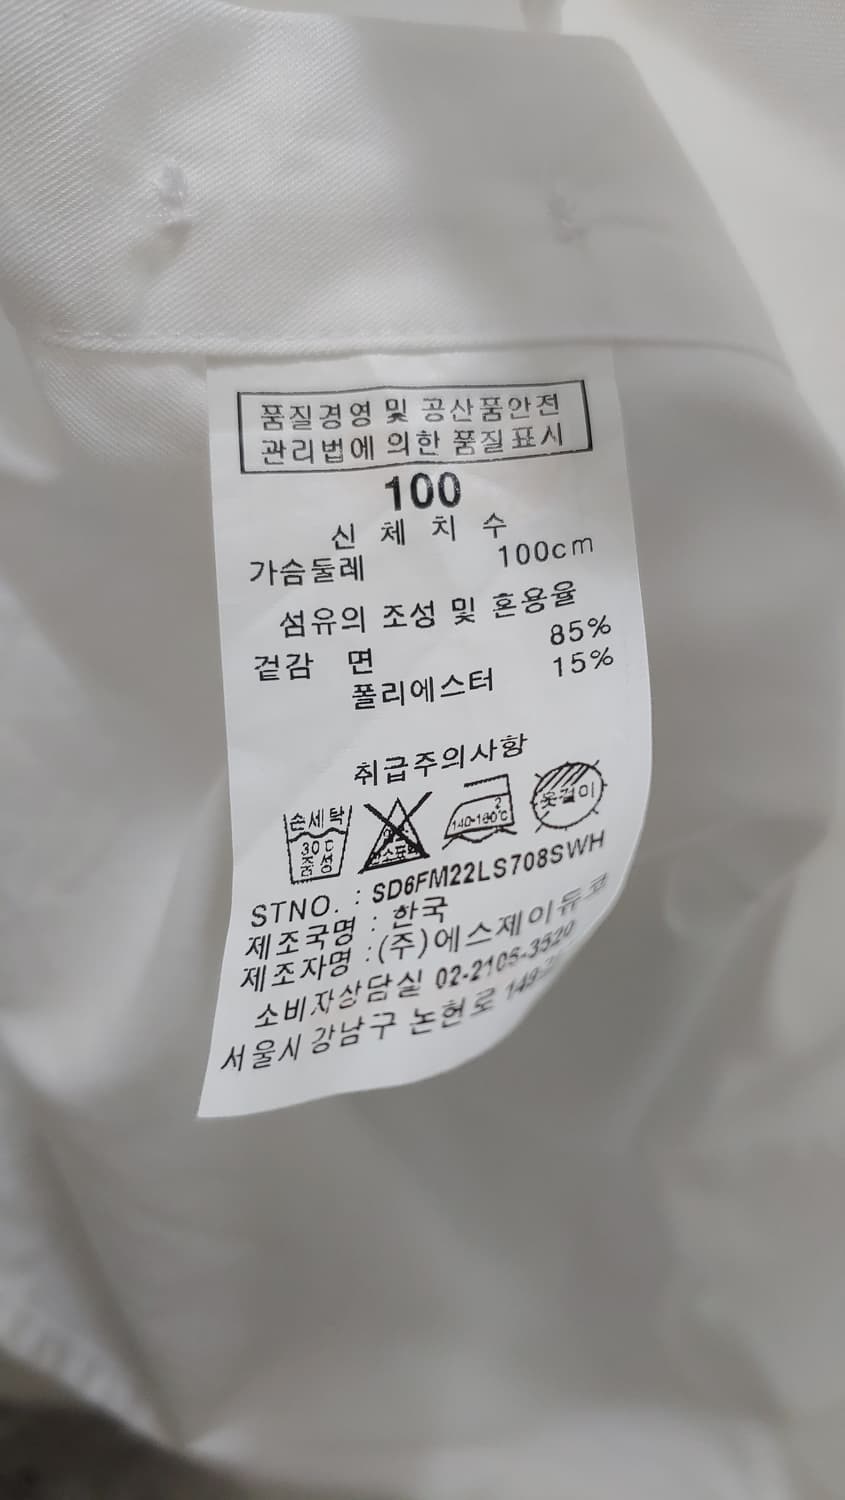 품질경영 및 공산품안전
관리법에 의한 품질표시
100
신 체 치 수
가슴둘레 100cm
섬유의 조성 및 혼용율
겉감 면 85%
폴리에스터 15%
취급주의사항
손세탁
30℃
중성
2
140-160℃
옷걸이
STNO. : SD6FM22LS708SWH
제조국명 : 한국
제조자명 : (주)에스제이듀코
소비자상담실 02-2105-3520
서울시 강남구 논현로